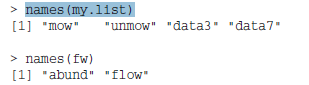 > names(my.list)
[1] "mow"   "unmow" "data3" "data7"
> names(fw)
[1] "abund" "flow"